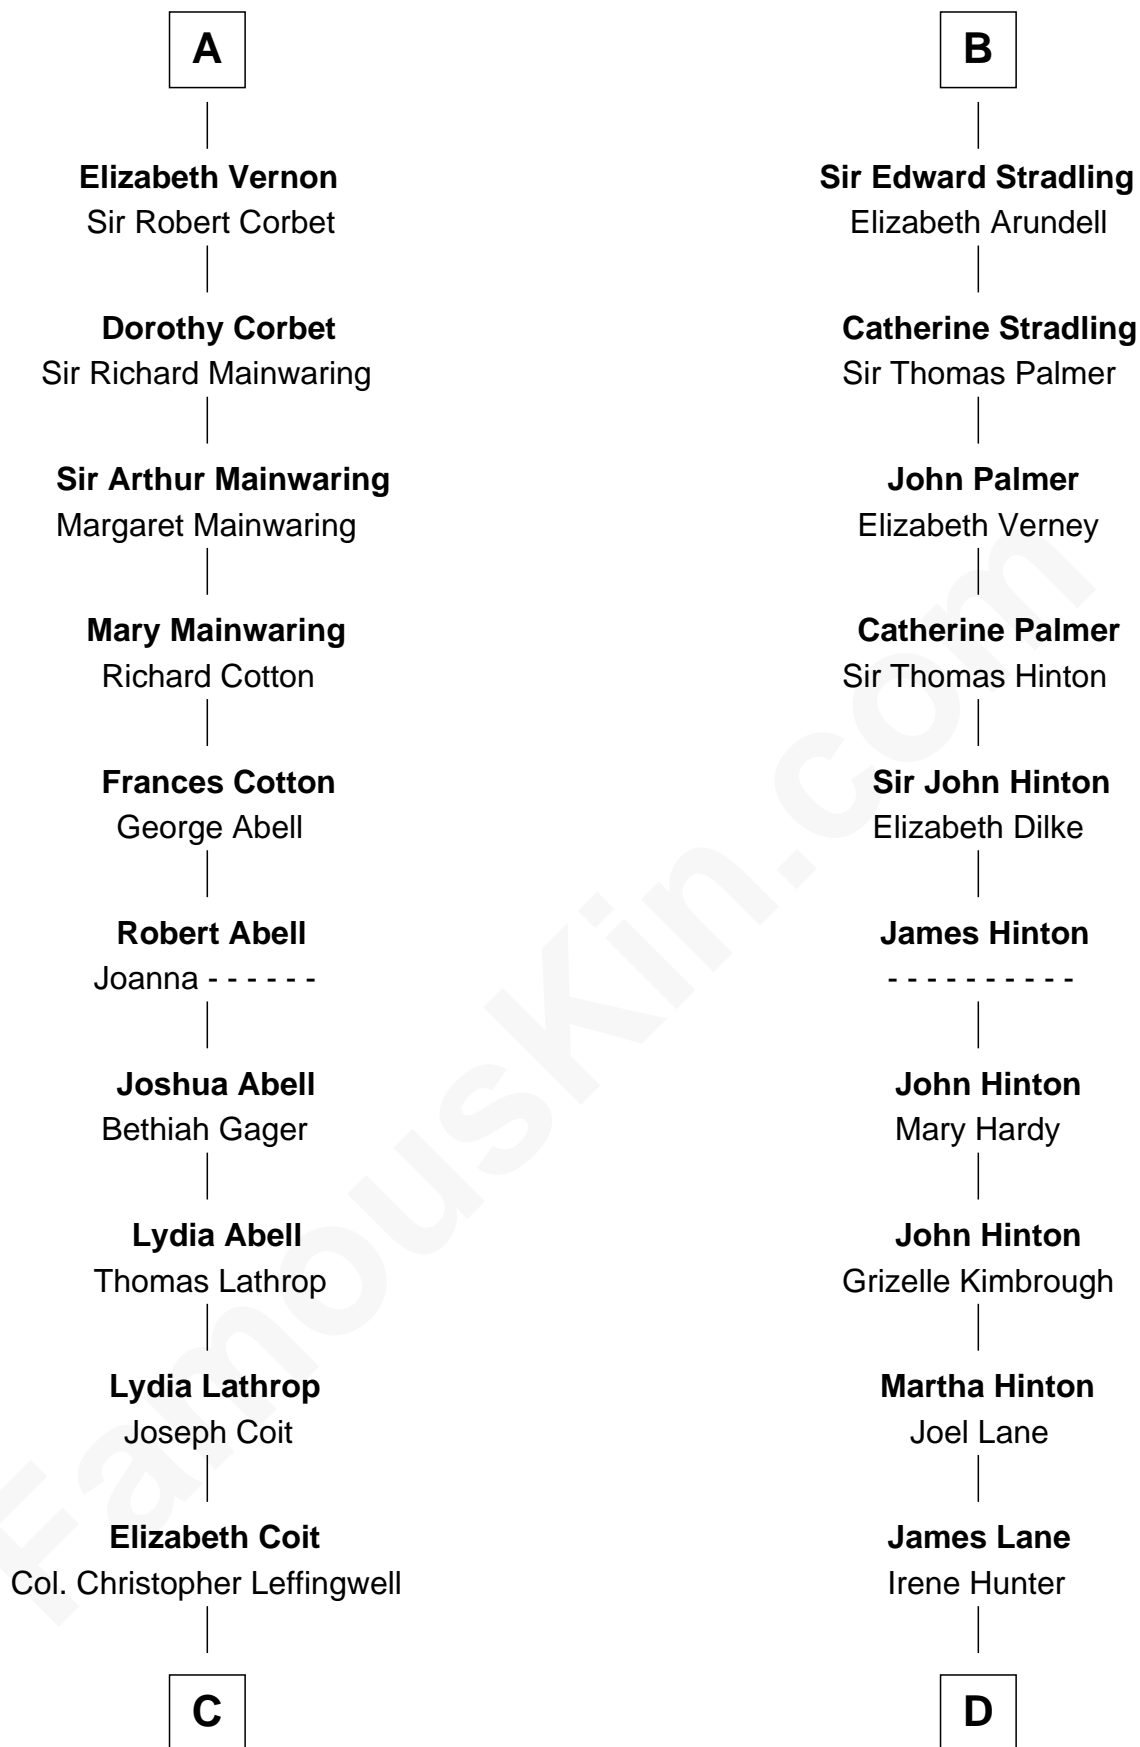 A
Elizabeth Vernon
Sir Robert Corbet
Dorothy Corbet
Sir Richard Mainwaring
Sir Arthur Mainwaring
Margaret Mainwaring
Mary Mainwaring
Richard Cotton
Frances Cotton
George Abell
Robert Abell
Joanna - - - - - -
Joshua Abell
Bethiah Gager
Lydia Abell
Thomas Lathrop
Lydia Lathrop
Joseph Coit
Elizabeth Coit
Col. Christopher Leffingwell
C
B
Sir Edward Stradling
Elizabeth Arundell
Catherine Stradling
Sir Thomas Palmer
John Palmer
Elizabeth Verney
Catherine Palmer
Sir Thomas Hinton
Sir John Hinton
Elizabeth Dilke
James Hinton
- - - - - - - - - -
John Hinton
Mary Hardy
John Hinton
Grizelle Kimbrough
Martha Hinton
Joel Lane
James Lane
Irene Hunter
D
FamousKin.com